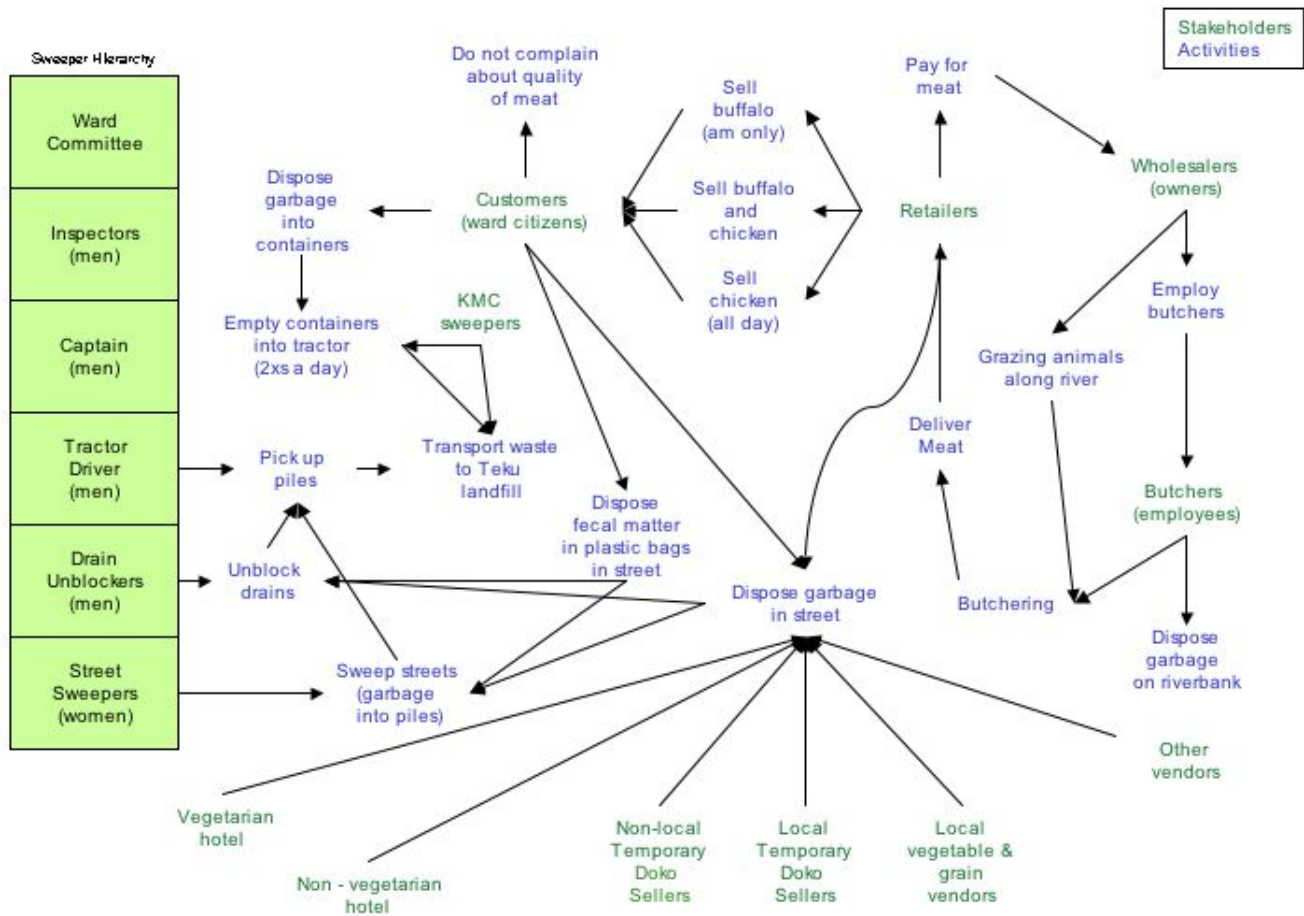 Stakeholders
Activities
Sweeper Hierarchy
Ward
Committee
Inspectors
(men)
Captain
(men)
Tractor
Driver
(men)
Drain
Unblockers
(men)
Street
Sweepers
(women)
Do not complain
about quality
of meat
Dispose
garbage
into
containers
Customers
(ward citizens)
Sell
buffalo
(am only)
Sell buffalo
and
chicken
Sell
chicken
(all day)
Pay for
meat
Retailers
Wholesalers
(owners)
Employ
butchers
Grazing animals
along river
KMC
sweepers
Empty containers
into tractor
(2xs a day)
Pick up
piles
Transport waste
to Teku
landfill
Dispose
fecal matter
in plastic bags
in street
Deliver
Meat
Butchers
(employees)
Unblock
drains
Dispose garbage
in street
Butchering
Dispose
garbage
on riverbank
Sweep streets
(garbage
into piles)
Other
vendors
Vegetarian
hotel
Non - vegetarian
hotel
Non-local
Temporary
Doko
Sellers
Local
Temporary
Doko
Sellers
Local
vegetable &
grain
vendors